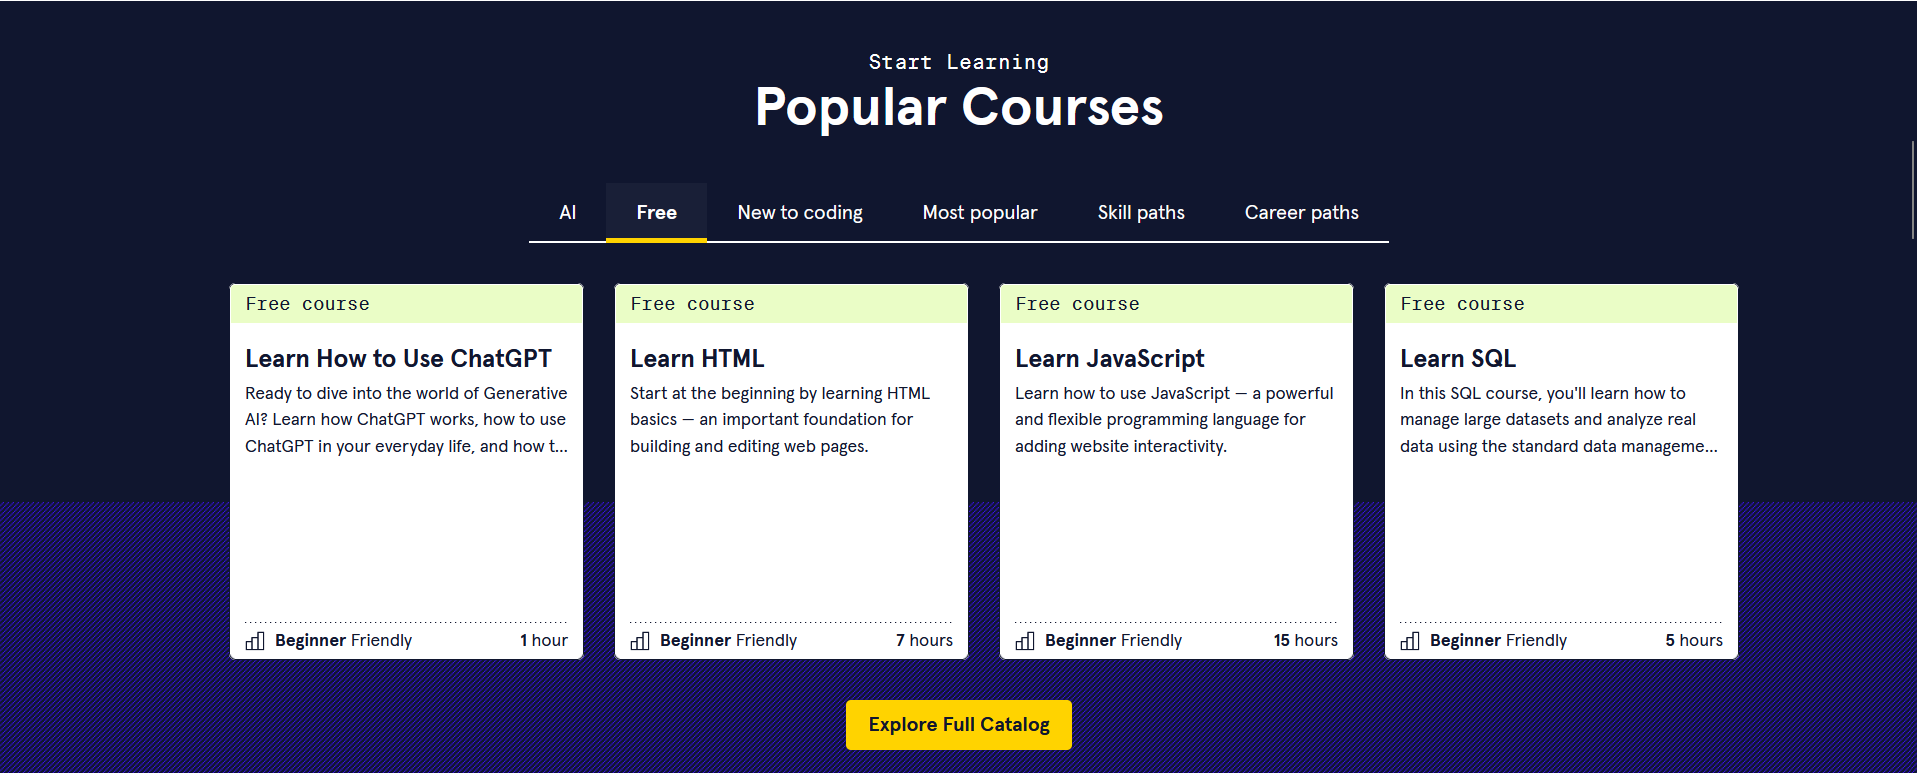 Start Learning
Popular Courses
AI Free New to coding Most popular Skill paths Career paths
Free course
Learn How to Use ChatGPT
Ready to dive into the world of Generative
AI? Learn how ChatGPT works, how to use
ChatGPT in your everyday life, and how t...
Beginner Friendly 1 hour
Free course
Learn HTML
Start at the beginning by learning HTML
basics — an important foundation for
building and editing web pages.
Beginner Friendly 7 hours
Free course
Learn JavaScript
Learn how to use JavaScript — a powerful
and flexible programming language for
adding website interactivity.
Beginner Friendly 15 hours
Free course
Learn SQL
In this SQL course, you'll learn how to
manage large datasets and analyze real
data using the standard data manageme...
Beginner Friendly 5 hours
Explore Full Catalog